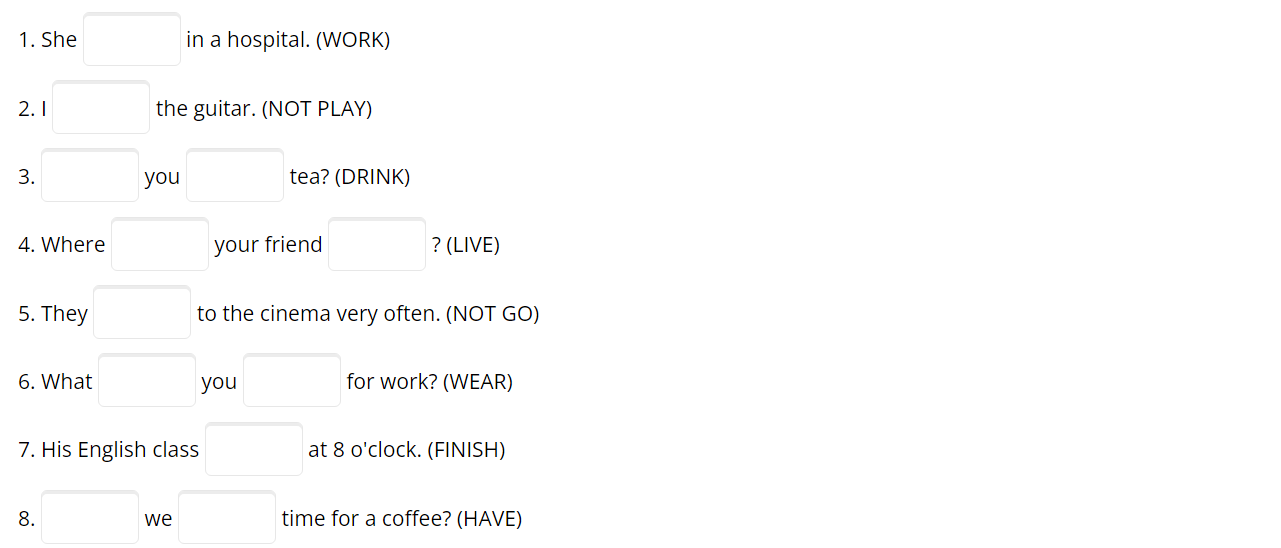 1. She in a hospital. (WORK)
2. I the guitar. (NOT PLAY)
3. you tea? (DRINK)
4. Where your friend ? (LIVE)
5. They to the cinema very often. (NOT GO)
6. What you for work? (WEAR)
7. His English class at 8 o'clock. (FINISH)
8. we time for a coffee? (HAVE)